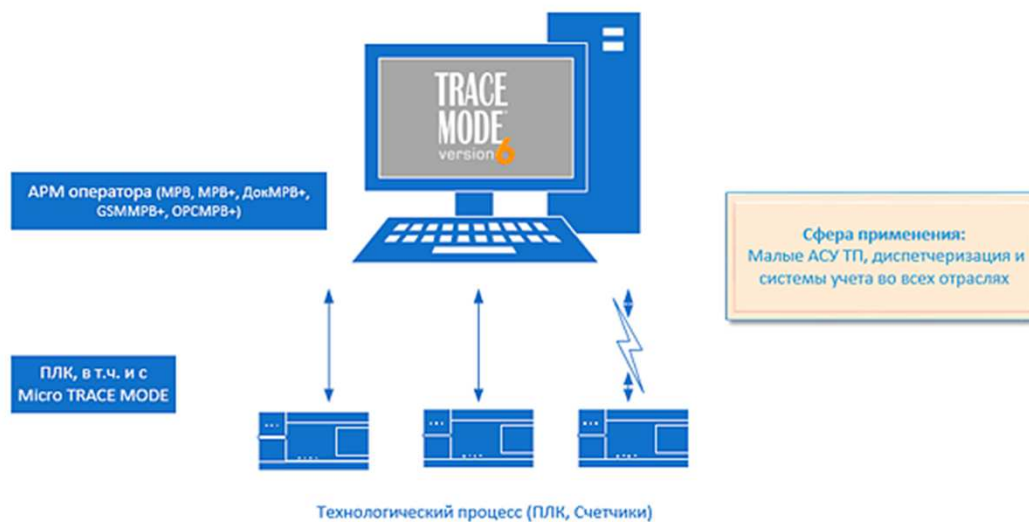 TRACE
MODE
version 6
АРМ оператора (МРВ, МРВ+, ДокМРВ+,
GSMMPB+, ОРСМРВ+)
Сфера применения:
Малые АСУ ТП, диспетчеризация и
системы учета во всех отраслях
ПЛК, в т.ч. и с
Micro TRACE MODE
Технологический процесс (ПЛК, Счетчики)